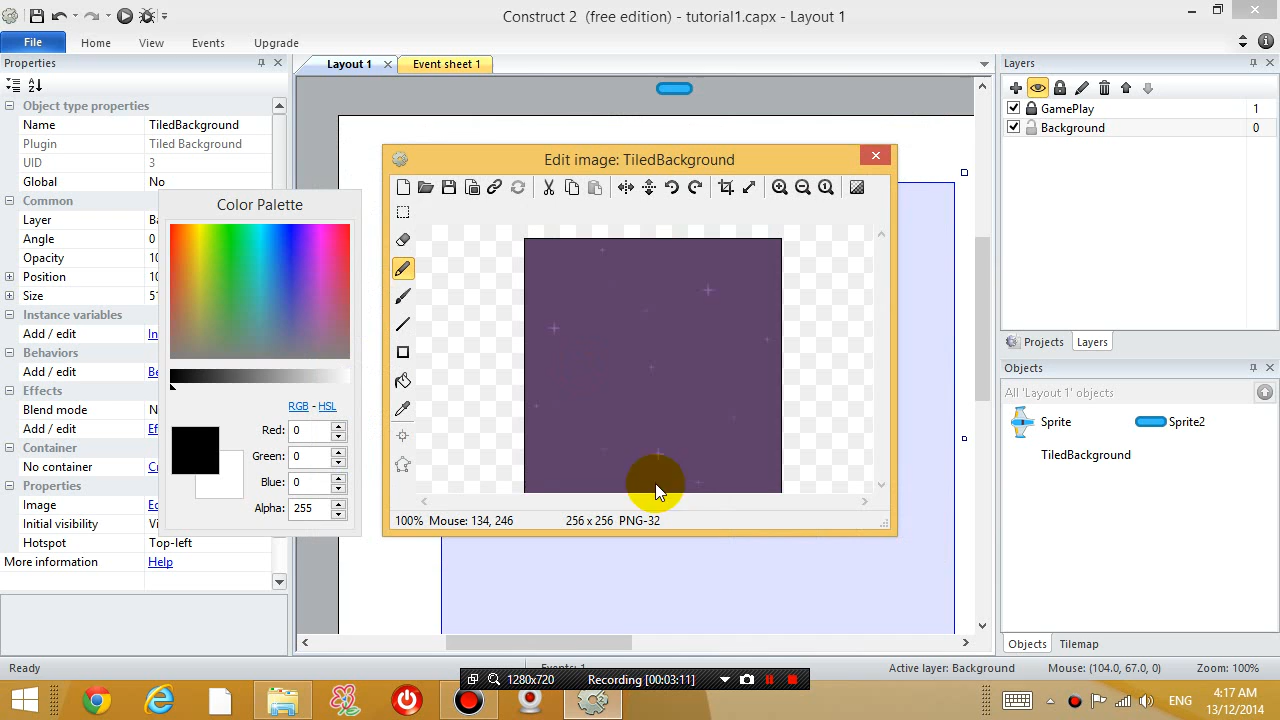 Construct 2 (free edition) - tutorial1.capx - Layout 1
File Home View Events Upgrade
Properties
Object type properties
Name TiledBackground
Plugin Tiled Background
UID 3
Global No
Common
Layer
Angle 0
Opacity
Position
Size
Instance variables
Add / edit
Behaviors
Add / edit
Effects
Blend mode
Add / edit
Container
No container
Properties
Image
Initial visibility
Hotspot Top-left
More information Help
Color Palette
RGB - HSL
Red: 0
Green: 0
Blue: 0
Alpha: 255
Layout 1 Event sheet 1
Edit image: TiledBackground
100% Mouse: 134, 246 256 x 256 PNG-32
Layers
GamePlay 1
Background 0
Projects Layers
Objects
All 'Layout 1' objects
Sprite Sprite2
TiledBackground
Objects Tilemap
Ready Events: 1 Active layer: Background Mouse: (104.0, 67.0, 0) Zoom: 100%
1280x720 Recording [00:03:11]
ENG
4:17 AM
13/12/2014